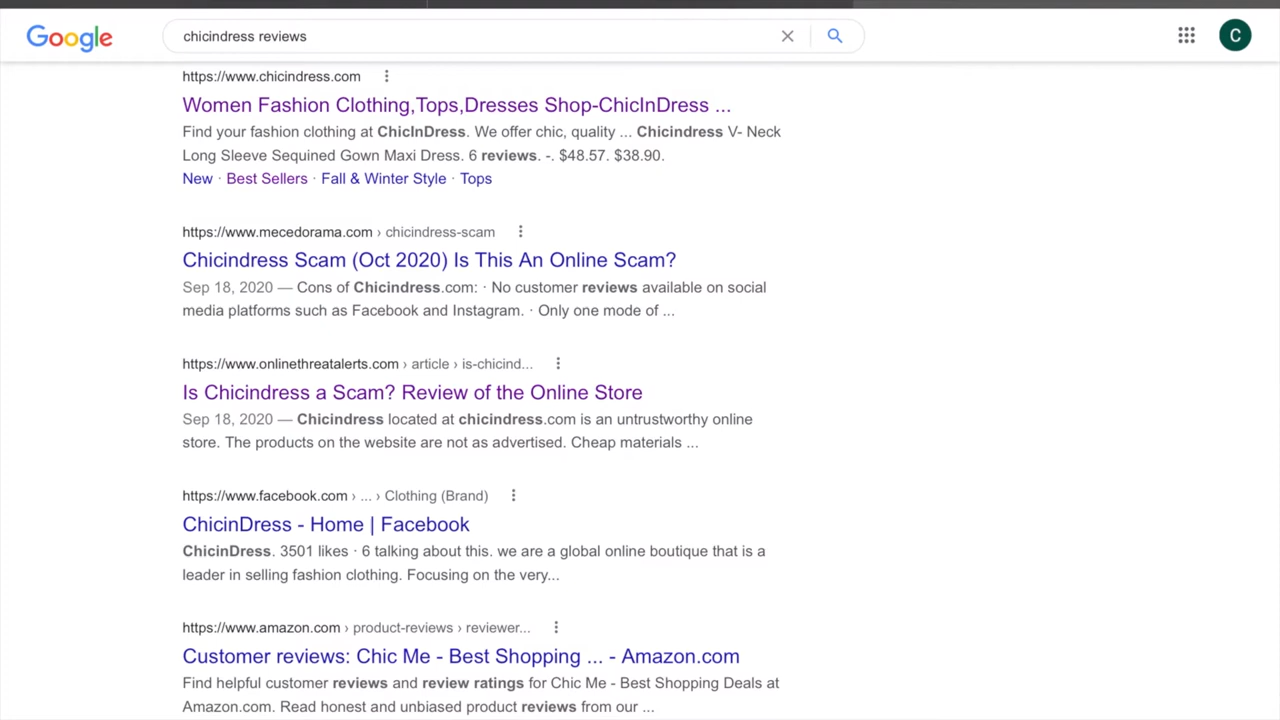 Google
chicindress reviews
C
https://www.chicindress.com
Women Fashion Clothing,Tops,Dresses Shop-ChicInDress ...
Find your fashion clothing at ChicInDress. We offer chic, quality ... Chicindress V- Neck
Long Sleeve Sequined Gown Maxi Dress. 6 reviews. -. $48.57. $38.90.
New · Best Sellers · Fall & Winter Style · Tops
https://www.mecedorama.com › chicindress-scam
Chicindress Scam (Oct 2020) Is This An Online Scam?
Sep 18, 2020 — Cons of Chicindress.com: · No customer reviews available on social
media platforms such as Facebook and Instagram. · Only one mode of ...
https://www.onlinethreatalerts.com › article › is-chicind...
Is Chicindress a Scam? Review of the Online Store
Sep 18, 2020 — Chicindress located at chicindress.com is an untrustworthy online
store. The products on the website are not as advertised. Cheap materials ...
https://www.facebook.com › ... › Clothing (Brand)
ChicinDress - Home | Facebook
ChicinDress. 3501 likes · 6 talking about this. we are a global online boutique that is a
leader in selling fashion clothing. Focusing on the very...
https://www.amazon.com › product-reviews › reviewer...
Customer reviews: Chic Me - Best Shopping ... - Amazon.com
Find helpful customer reviews and review ratings for Chic Me - Best Shopping Deals at
Amazon.com. Read honest and unbiased product reviews from our ...